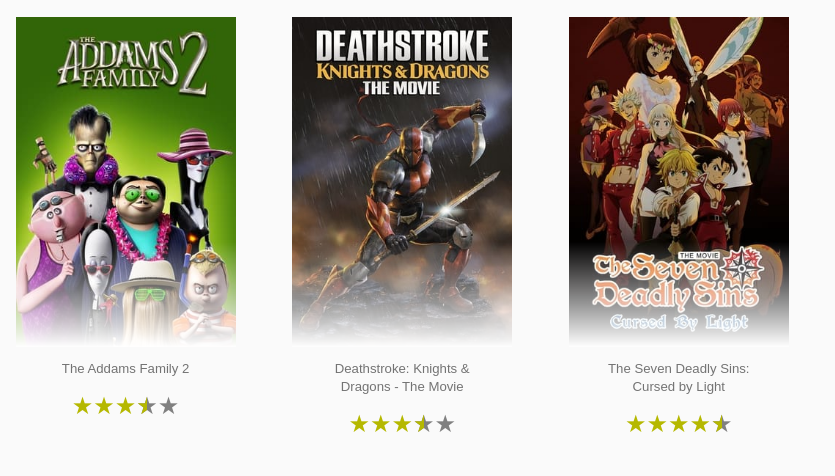 THE
ADDAMS
FAMILY 2
DEATHSTROKE
KNIGHTS & DRAGONS
THE MOVIE
THE MOVIE
The Seven
Deadly Sins
Cursed By Light
The Addams Family 2
Deathstroke: Knights &
Dragons - The Movie
The Seven Deadly Sins:
Cursed by Light